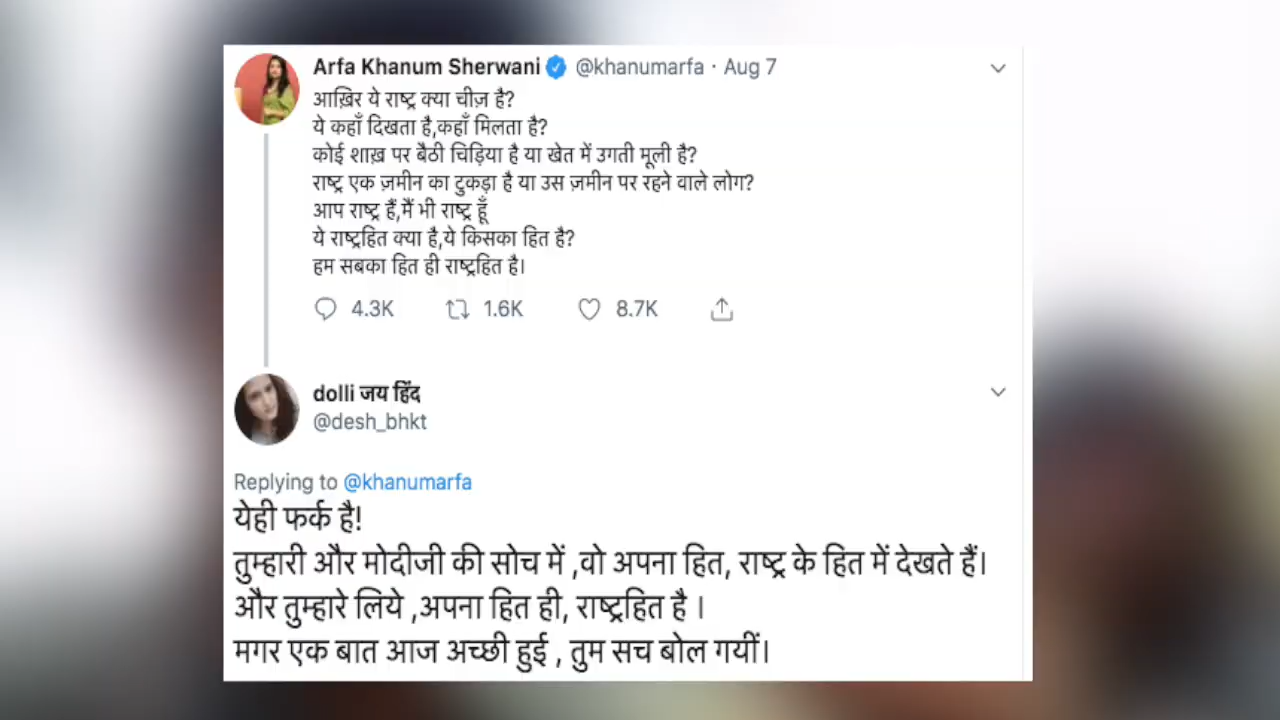 Arfa Khanum Sherwani @khanumarfa · Aug 7
आख़िर ये राष्ट्र क्या चीज़ है?
ये कहाँ दिखता है,कहाँ मिलता है?
कोई शाख़ पर बैठी चिड़िया है या खेत में उगती मूली है?
राष्ट्र एक ज़मीन का टुकड़ा है या उस ज़मीन पर रहने वाले लोग?
आप राष्ट्र हैं,मैं भी राष्ट्र हूँ
ये राष्ट्रहित क्या है,ये किसका हित है?
हम सबका हित ही राष्ट्रहित है।
4.3K 1.6K 8.7K
dolli जय हिंद
@desh_bhkt
Replying to @khanumarfa
येही फर्क है!
तुम्हारी और मोदीजी की सोच में ,वो अपना हित, राष्ट्र के हित में देखते हैं।
और तुम्हारे लिये ,अपना हित ही, राष्ट्रहित है ।
मगर एक बात आज अच्छी हुई , तुम सच बोल गयीं।